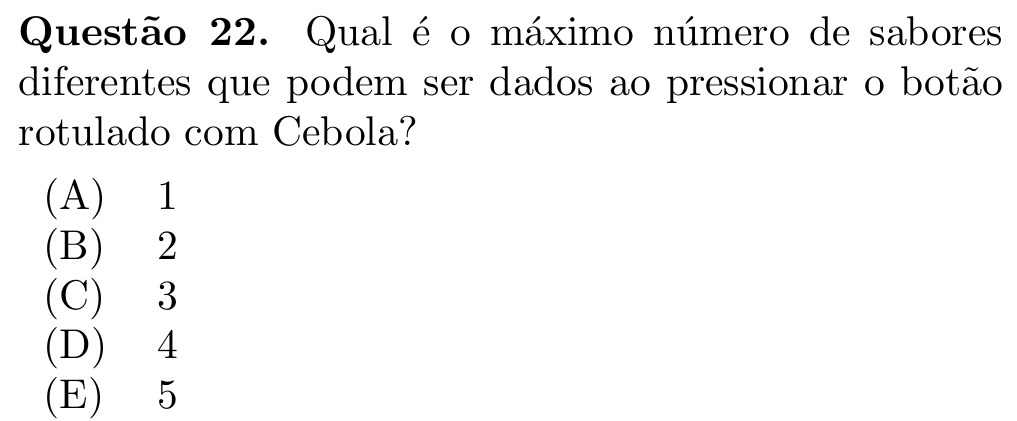 Questão 22. Qual é o máximo número de sabores
diferentes que podem ser dados ao pressionar o botão
rotulado com Cebola?
(A) 1
(B) 2
(C) 3
(D) 4
(E) 5